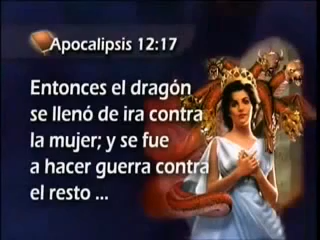 Apocalipsis 12:17
Entonces el dragón
se llenó de ira contra
la mujer; y se fue
a hacer guerra contra
el resto ...